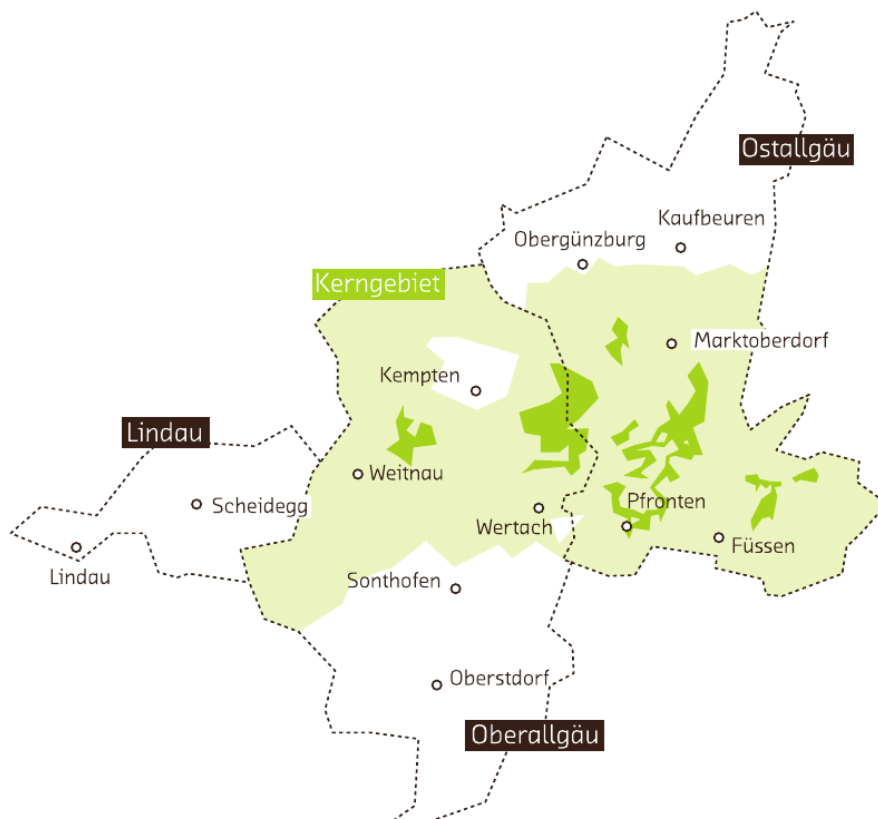 Ostallgäu
Kaufbeuren
Obergünzburg
Kerngebiet
Marktoberdorf
Kempten
Lindau
Weitnau
Scheidegg
Pfronten
Wertach
Füssen
Lindau
Sonthofen
Oberstdorf
Oberallgäu